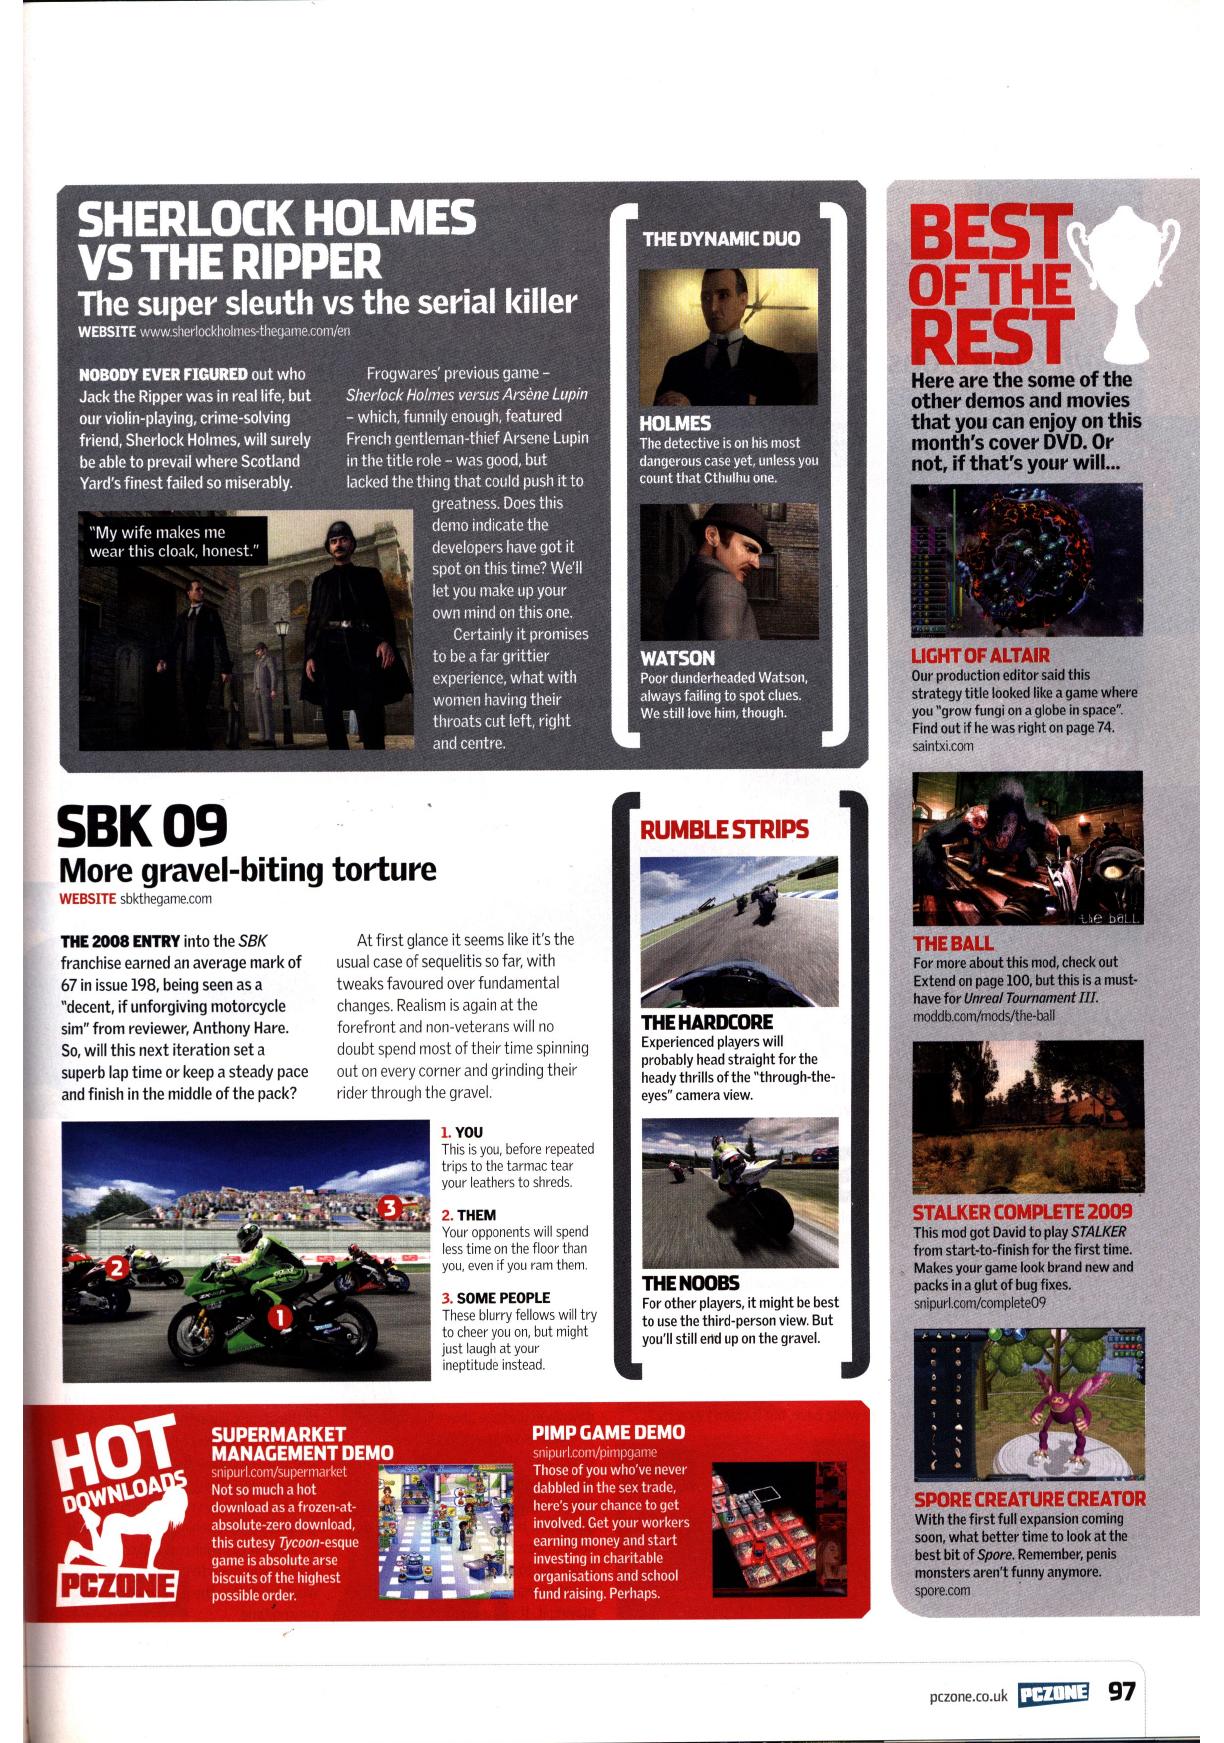 SHERLOCK HOLMES
VS THE RIPPER
The super sleuth vs the serial killer
WEBSITE www.sherlockholmes-thegame.com/en
NOBODY EVER FIGURED out who
Jack the Ripper was in real life, but
our violin-playing, crime-solving
friend, Sherlock Holmes, will surely
be able to prevail where Scotland
Yard's finest failed so miserably.
"My wife makes me
wear this cloak, honest."
Frogwares' previous game –
Sherlock Holmes versus Arsène Lupin
– which, funnily enough, featured
French gentleman-thief Arsene Lupin
in the title role – was good, but
lacked the thing that could push it to
greatness. Does this
demo indicate the
developers have got it
spot on this time? We'll
let you make up your
own mind on this one.
Certainly it promises
to be a far grittier
experience, what with
women having their
throats cut left, right
and centre.
THE DYNAMIC DUO
HOLMES
The detective is on his most
dangerous case yet, unless you
count that Cthulhu one.
WATSON
Poor dunderheaded Watson,
always failing to spot clues.
We still love him, though.
SBK 09
More gravel-biting torture
WEBSITE sbkthegame.com
THE 2008 ENTRY into the SBK
franchise earned an average mark of
67 in issue 198, being seen as a
"decent, if unforgiving motorcycle
sim" from reviewer, Anthony Hare.
So, will this next iteration set a
superb lap time or keep a steady pace
and finish in the middle of the pack?
At first glance it seems like it's the
usual case of sequelitis so far, with
tweaks favoured over fundamental
changes. Realism is again at the
forefront and non-veterans will no
doubt spend most of their time spinning
out on every corner and grinding their
rider through the gravel.
1
2
3
1. YOU
This is you, before repeated
trips to the tarmac tear
your leathers to shreds.
2. THEM
Your opponents will spend
less time on the floor than
you, even if you ram them.
3. SOME PEOPLE
These blurry fellows will try
to cheer you on, but might
just laugh at your
ineptitude instead.
RUMBLE STRIPS
THE HARDCORE
Experienced players will
probably head straight for the
heady thrills of the "through-the-
eyes" camera view.
THE NOOBS
For other players, it might be best
to use the third-person view. But
you'll still end up on the gravel.
HOT
DOWNLOADS
PCZONE
SUPERMARKET
MANAGEMENT DEMO
snipurl.com/supermarket
Not so much a hot
download as a frozen-at-
absolute-zero download,
this cutesy Tycoon-esque
game is absolute arse
biscuits of the highest
possible order.
PIMP GAME DEMO
snipurl.com/pimpgame
Those of you who've never
dabbled in the sex trade,
here's your chance to get
involved. Get your workers
earning money and start
investing in charitable
organisations and school
fund raising. Perhaps.
BEST
OF THE
REST
Here are the some of the
other demos and movies
that you can enjoy on this
month's cover DVD. Or
not, if that's your will...
LIGHT OF ALTAIR
Our production editor said this
strategy title looked like a game where
you "grow fungi on a globe in space".
Find out if he was right on page 74.
saintxi.com
the ball
THE BALL
For more about this mod, check out
Extend on page 100, but this is a must-
have for Unreal Tournament III.
moddb.com/mods/the-ball
STALKER COMPLETE 2009
This mod got David to play STALKER
from start-to-finish for the first time.
Makes your game look brand new and
packs in a glut of bug fixes.
snipurl.com/complete09
SPORE CREATURE CREATOR
With the first full expansion coming
soon, what better time to look at the
best bit of Spore. Remember, penis
monsters aren't funny anymore.
spore.com
pczone.co.uk PCZONE 97